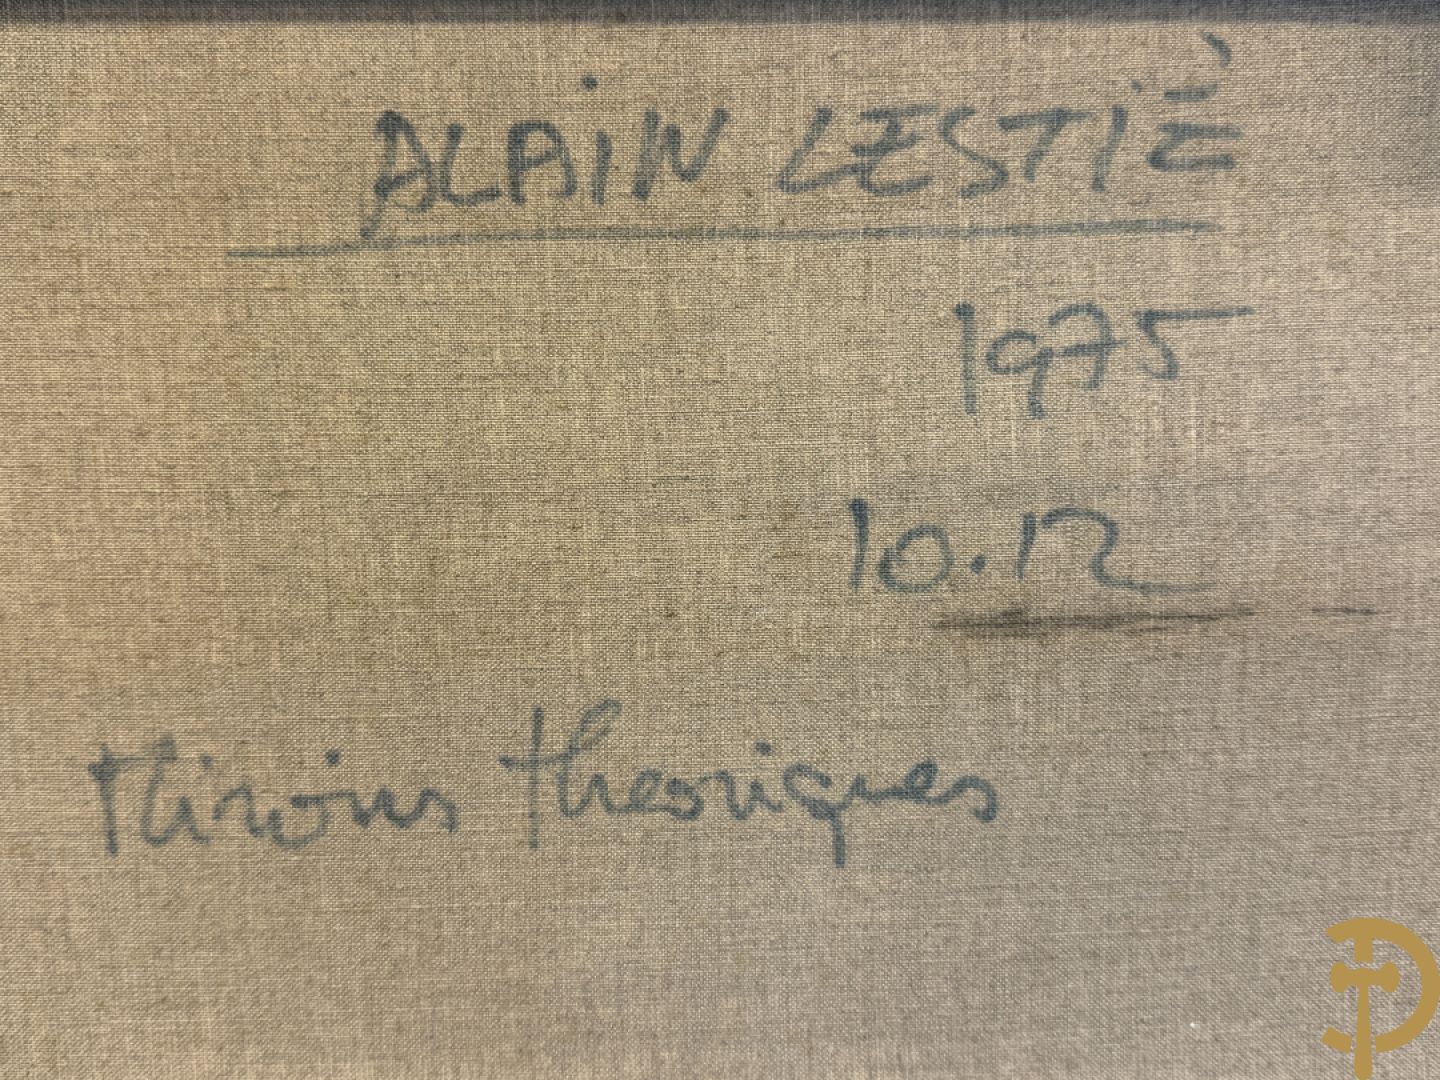 ALAIN LESTIÉ
1975
10.12
Miroirs theoriques